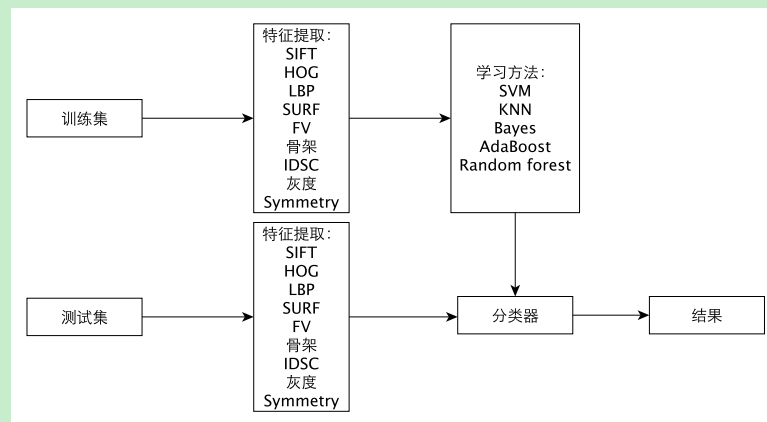 训练集
特征提取：
SIFT
HOG
LBP
SURF
FV
骨架
IDSC
灰度
Symmetry
学习方法：
SVM
KNN
Bayes
AdaBoost
Random forest
测试集
特征提取：
SIFT
HOG
LBP
SURF
FV
骨架
IDSC
灰度
Symmetry
分类器
结果